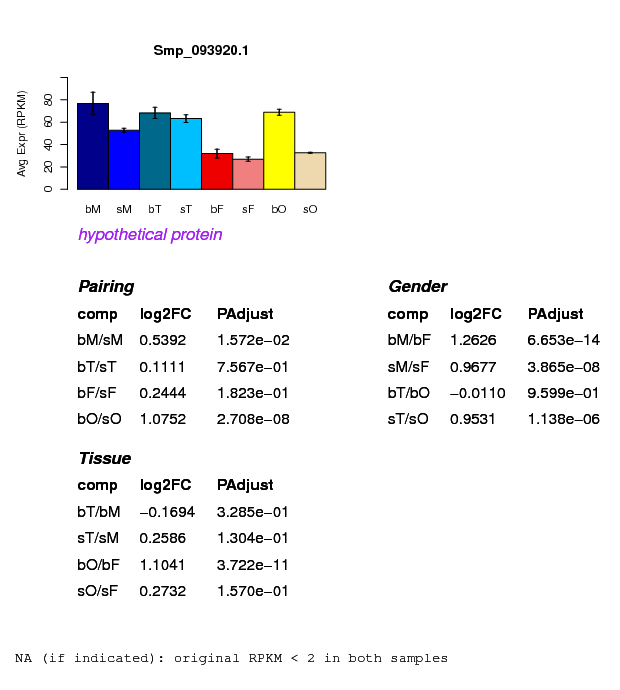 Smp_093920.1
Avg Expr (RPKM)
0 20 40 60 80
bM sM bT sT bF sF bO sO
hypothetical protein
Pairing
comp log2FC PAdjust
bM/sM 0.5392 1.572e−02
bT/sT 0.1111 7.567e−01
bF/sF 0.2444 1.823e−01
bO/sO 1.0752 2.708e−08
Gender
comp log2FC PAdjust
bM/bF 1.2626 6.653e−14
sM/sF 0.9677 3.865e−08
bT/bO −0.0110 9.599e−01
sT/sO 0.9531 1.138e−06
Tissue
comp log2FC PAdjust
bT/bM −0.1694 3.285e−01
sT/sM 0.2586 1.304e−01
bO/bF 1.1041 3.722e−11
sO/sF 0.2732 1.570e−01
NA (if indicated): original RPKM < 2 in both samples